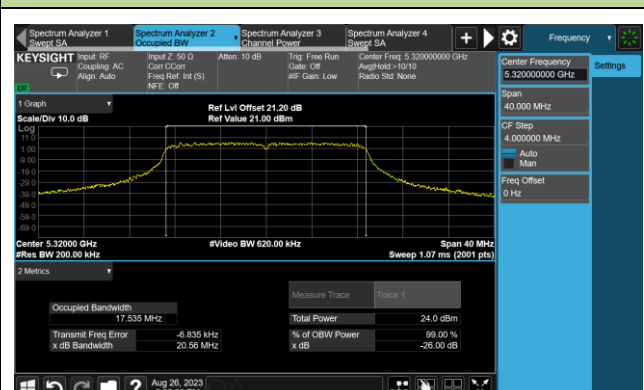 Spectrum Analyzer 1
Swept SA
Spectrum Analyzer 2
Occupied BW
Spectrum Analyzer 3
Channel Power
Spectrum Analyzer 4
Swept SA
Frequency
KEYSIGHT
Input: RF
Coupling: AC
Align: Auto
Input Z: 50 Ω
Corr CCorr
Freq Ref: Int (S)
NFE: Off
Atten: 10 dB
Trig: Free Run
Gate: Off
#IF Gain: Low
Center Freq: 5.320000000 GHz
Avg|Hold:>10/10
Radio Std: None
Center Frequency
5.320000000 GHz
Settings
Span
40.000 MHz
CF Step
4.000000 MHz
Auto
Man
Freq Offset
0 Hz
1 Graph
Scale/Div 10.0 dB
Ref Lvl Offset 21.20 dB
Ref Value 21.00 dBm
Log
11.0
1.00
-9.00
-19.0
-29.0
-39.0
-49.0
-59.0
-69.0
Center 5.32000 GHz
#Res BW 200.00 kHz
#Video BW 620.00 kHz
Span 40 MHz
Sweep 1.07 ms (2001 pts)
2 Metrics
Measure Trace
Trace 1
Occupied Bandwidth
17.535 MHz
Total Power
24.0 dBm
Transmit Freq Error
-6.835 kHz
% of OBW Power
99.00 %
x dB Bandwidth
20.56 MHz
x dB
-26.00 dB
?
Aug 26, 2023